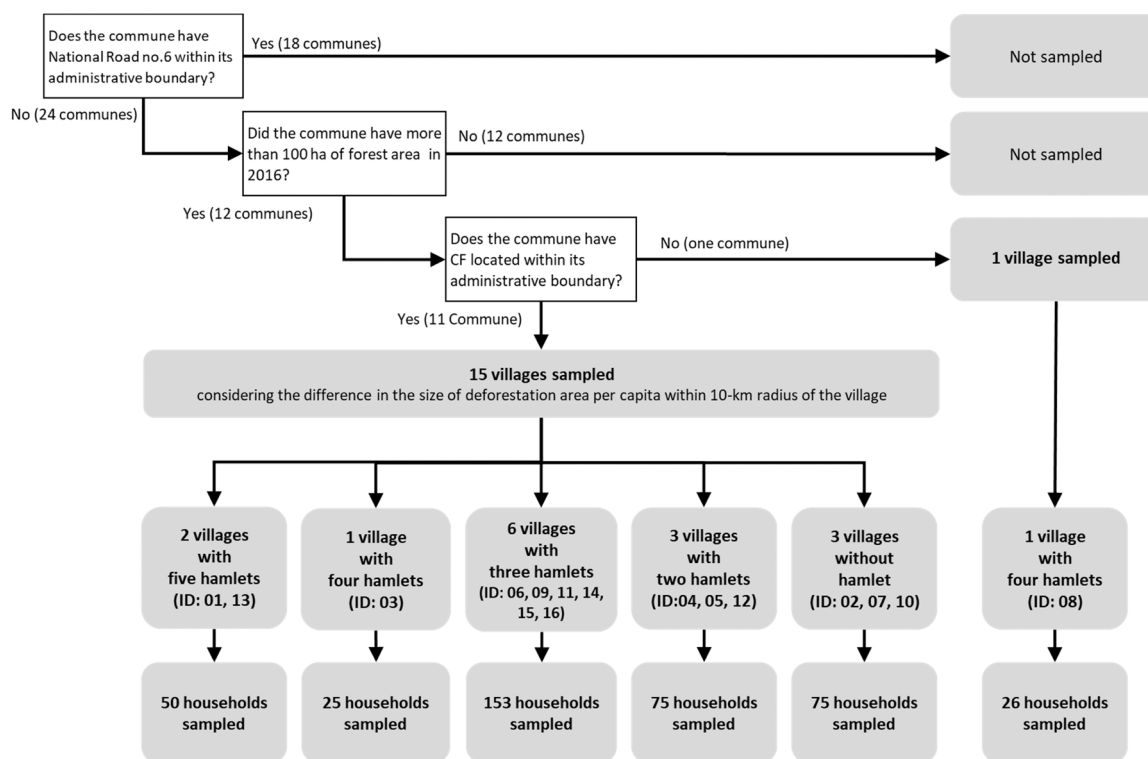 Does the commune have
National Road no.6 within its
administrative boundary?
Yes (18 communes)
Not sampled
No (24 communes)
Did the commune have more
than 100 ha of forest area in
2016?
No (12 communes)
Not sampled
Yes (12 communes)
Does the commune have
CF located within its
administrative boundary?
No (one commune)
1 village sampled
Yes (11 Commune)
15 villages sampled
considering the difference in the size of deforestation area per capita within 10-km radius of the village
2 villages
with
five hamlets
(ID: 01, 13)
1 village
with
four hamlets
(ID: 03)
6 villages
with
three hamlets
(ID: 06, 09, 11, 14,
15, 16)
3 villages
with
two hamlets
(ID:04, 05, 12)
3 villages
without
hamlet
(ID: 02, 07, 10)
1 village
with
four hamlets
(ID: 08)
50 households
sampled
25 households
sampled
153 households
sampled
75 households
sampled
75 households
sampled
26 households
sampled